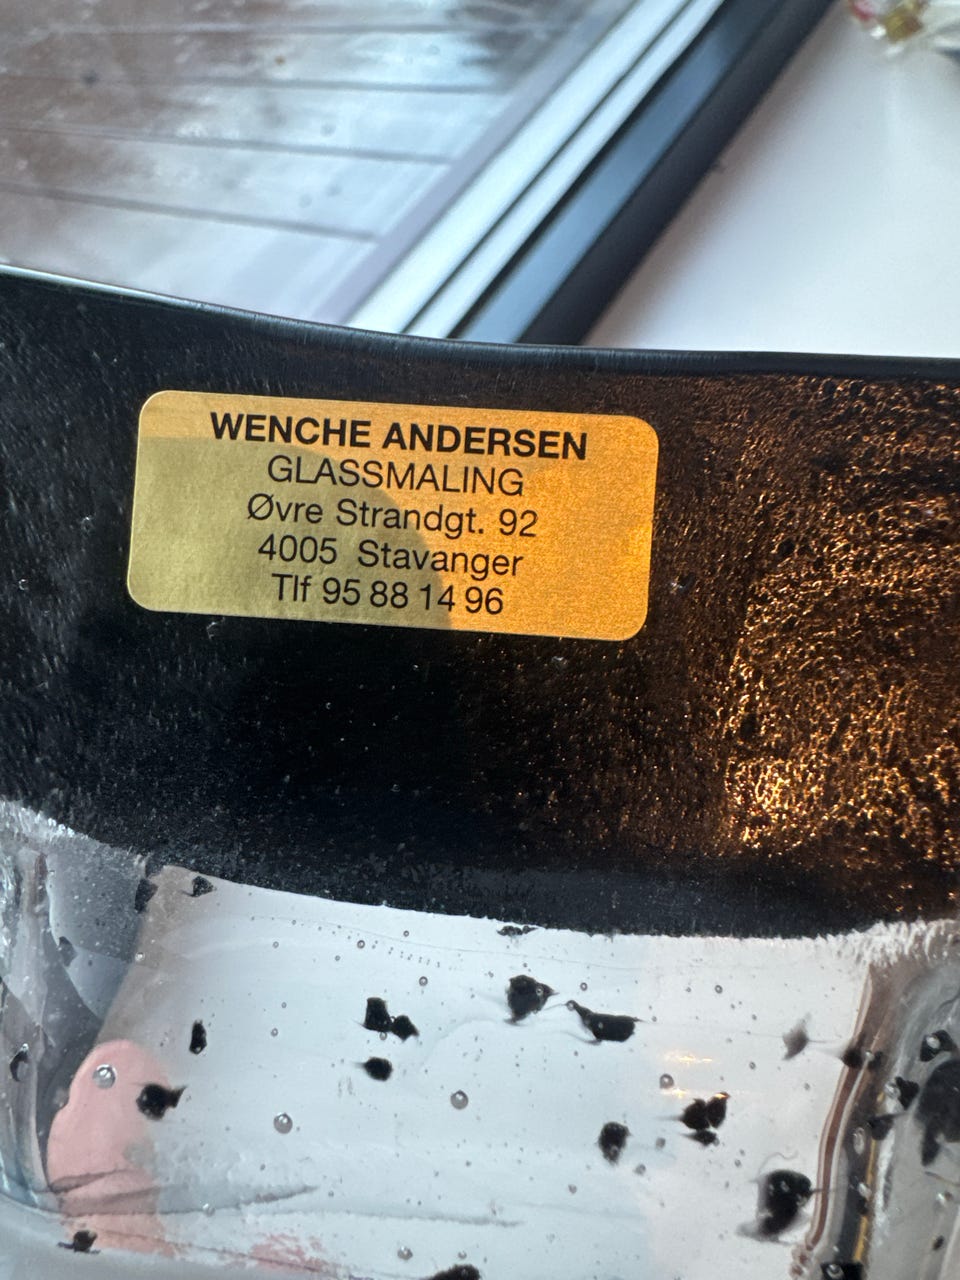 WENCHE ANDERSEN
GLASSMALING
Øvre Strandgt. 92
4005 Stavanger
Tlf 95 88 14 96